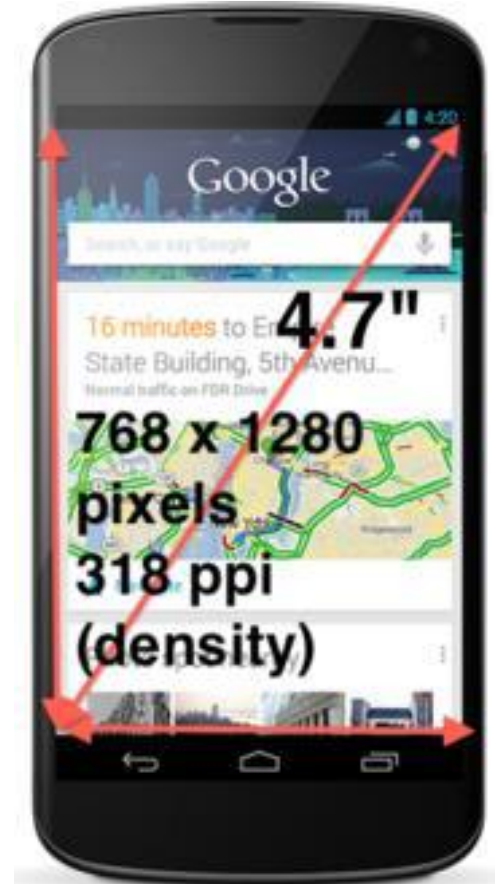 4:20
Google
Search, or say Google
4.7"
16 minutes to Em
State Building, 5th Avenu...
Normal traffic on FDR Drive
768 x 1280
pixels
318 ppi
(density)